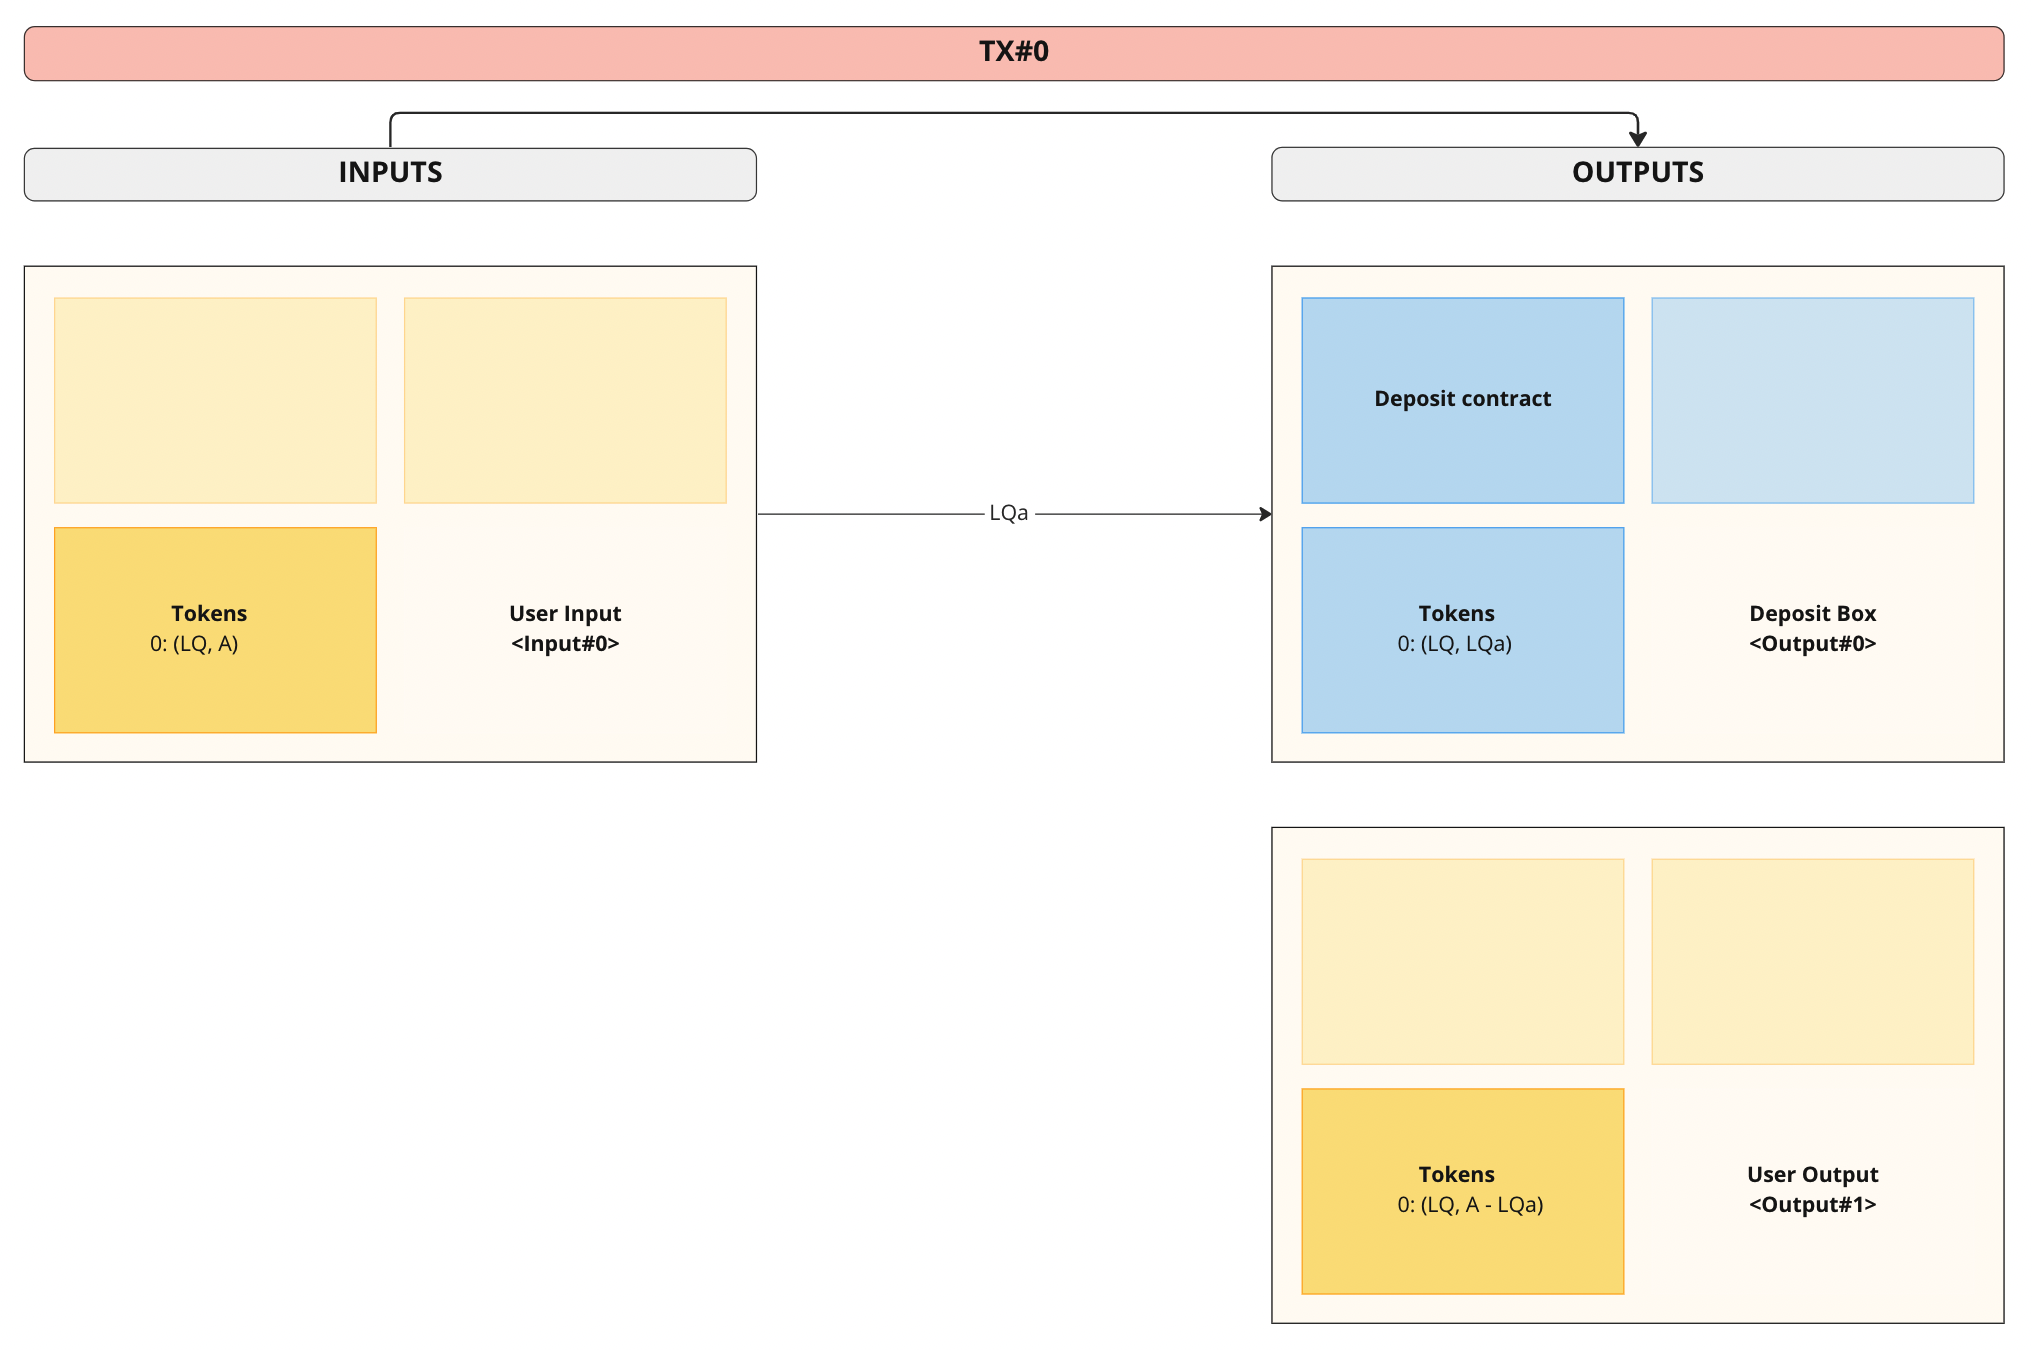 TX#0
INPUTS
OUTPUTS
Tokens
0: (LQ, A)
User Input
<Input#0>
LQa
Deposit contract
Tokens
0: (LQ, LQa)
Deposit Box
<Output#0>
Tokens
0: (LQ, A - LQa)
User Output
<Output#1>